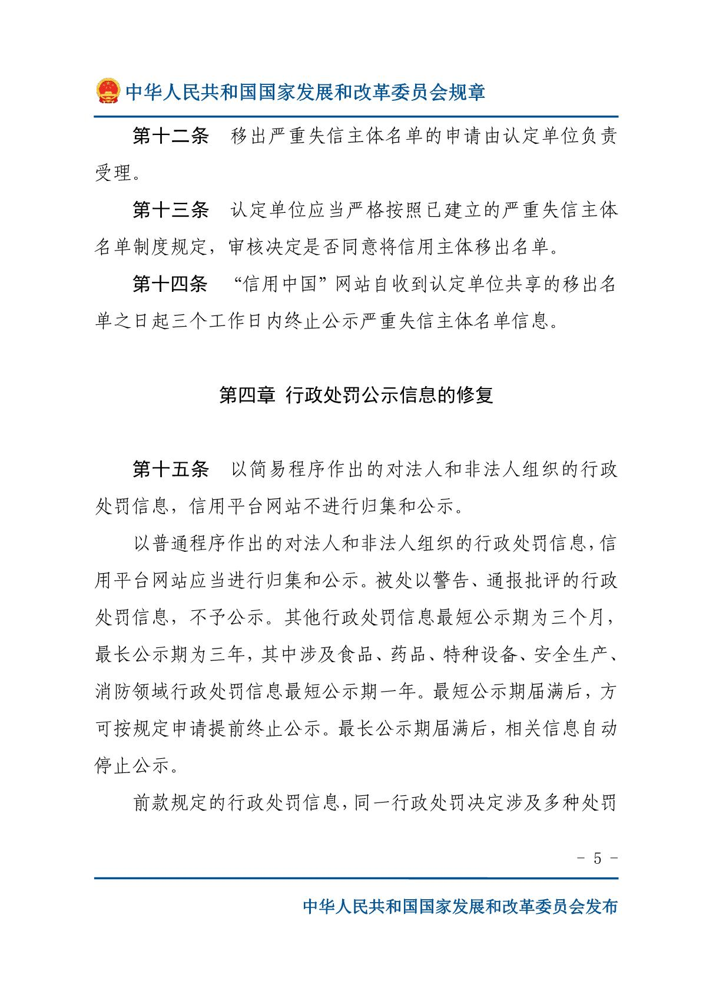 中华人民共和国国家发展和改革委员会规章
第十二条　移出严重失信主体名单的申请由认定单位负责
受理。
第十三条　认定单位应当严格按照已建立的严重失信主体
名单制度规定，审核决定是否同意将信用主体移出名单。
第十四条　“信用中国”网站自收到认定单位共享的移出名
单之日起三个工作日内终止公示严重失信主体名单信息。
第四章 行政处罚公示信息的修复
第十五条　以简易程序作出的对法人和非法人组织的行政
处罚信息，信用平台网站不进行归集和公示。
以普通程序作出的对法人和非法人组织的行政处罚信息，信
用平台网站应当进行归集和公示。被处以警告、通报批评的行政
处罚信息，不予公示。其他行政处罚信息最短公示期为三个月，
最长公示期为三年，其中涉及食品、药品、特种设备、安全生产、
消防领域行政处罚信息最短公示期一年。最短公示期届满后，方
可按规定申请提前终止公示。最长公示期届满后，相关信息自动
停止公示。
前款规定的行政处罚信息，同一行政处罚决定涉及多种处罚
- 5 -
中华人民共和国国家发展和改革委员会发布